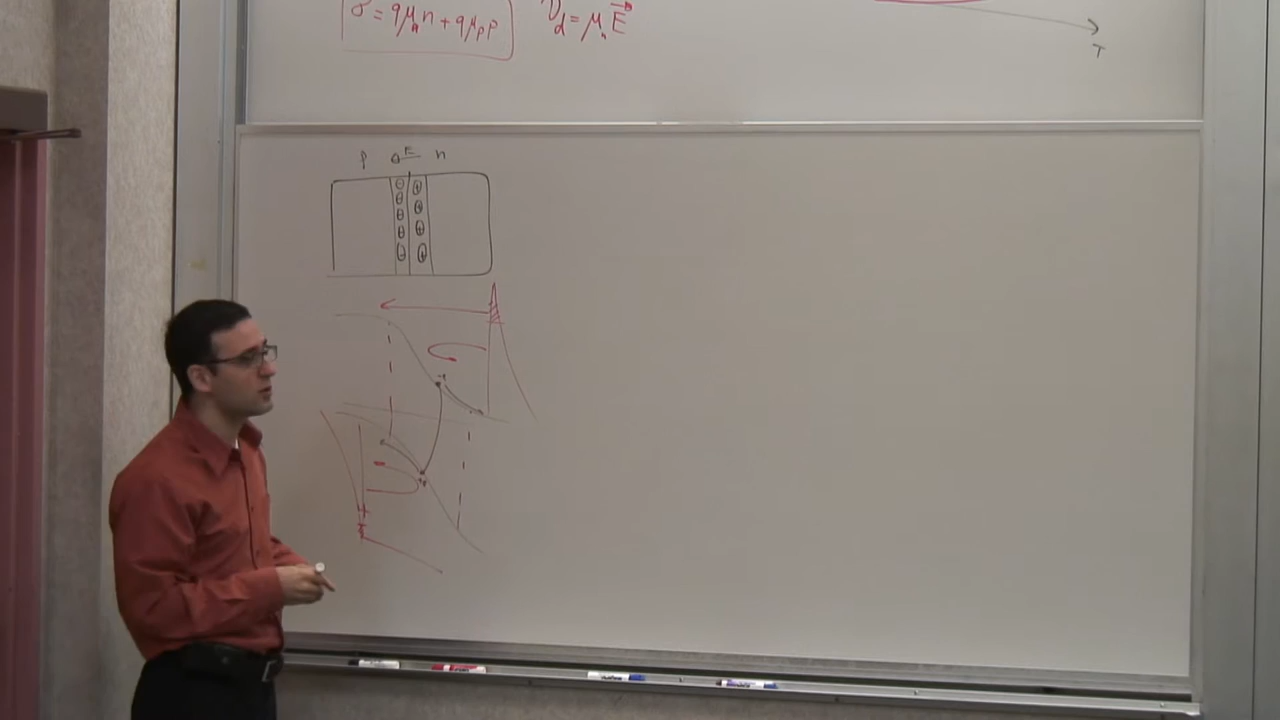 σ = qμₙn + qμₚp
v_d = μₙE
T
p E n